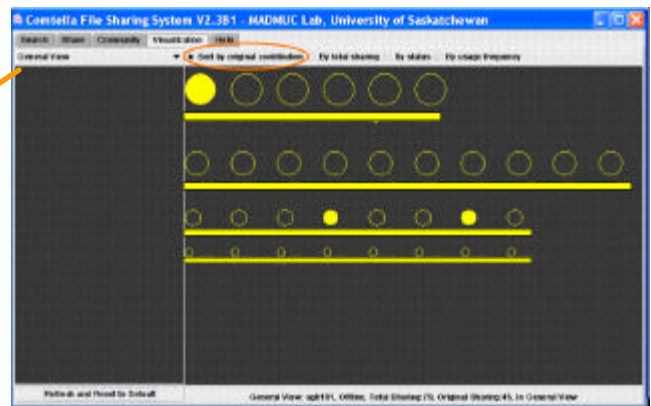 Comtella File Sharing System V2.3B1 - MADMUC Lab, University of Saskatchewan
Search Share Community Visualization Help
General View Sort by original contribution By total sharing By status By usage frequency
Refresh and Reset to Default General View: Offline, Total Sharing:75, Original Sharing:45, in General View